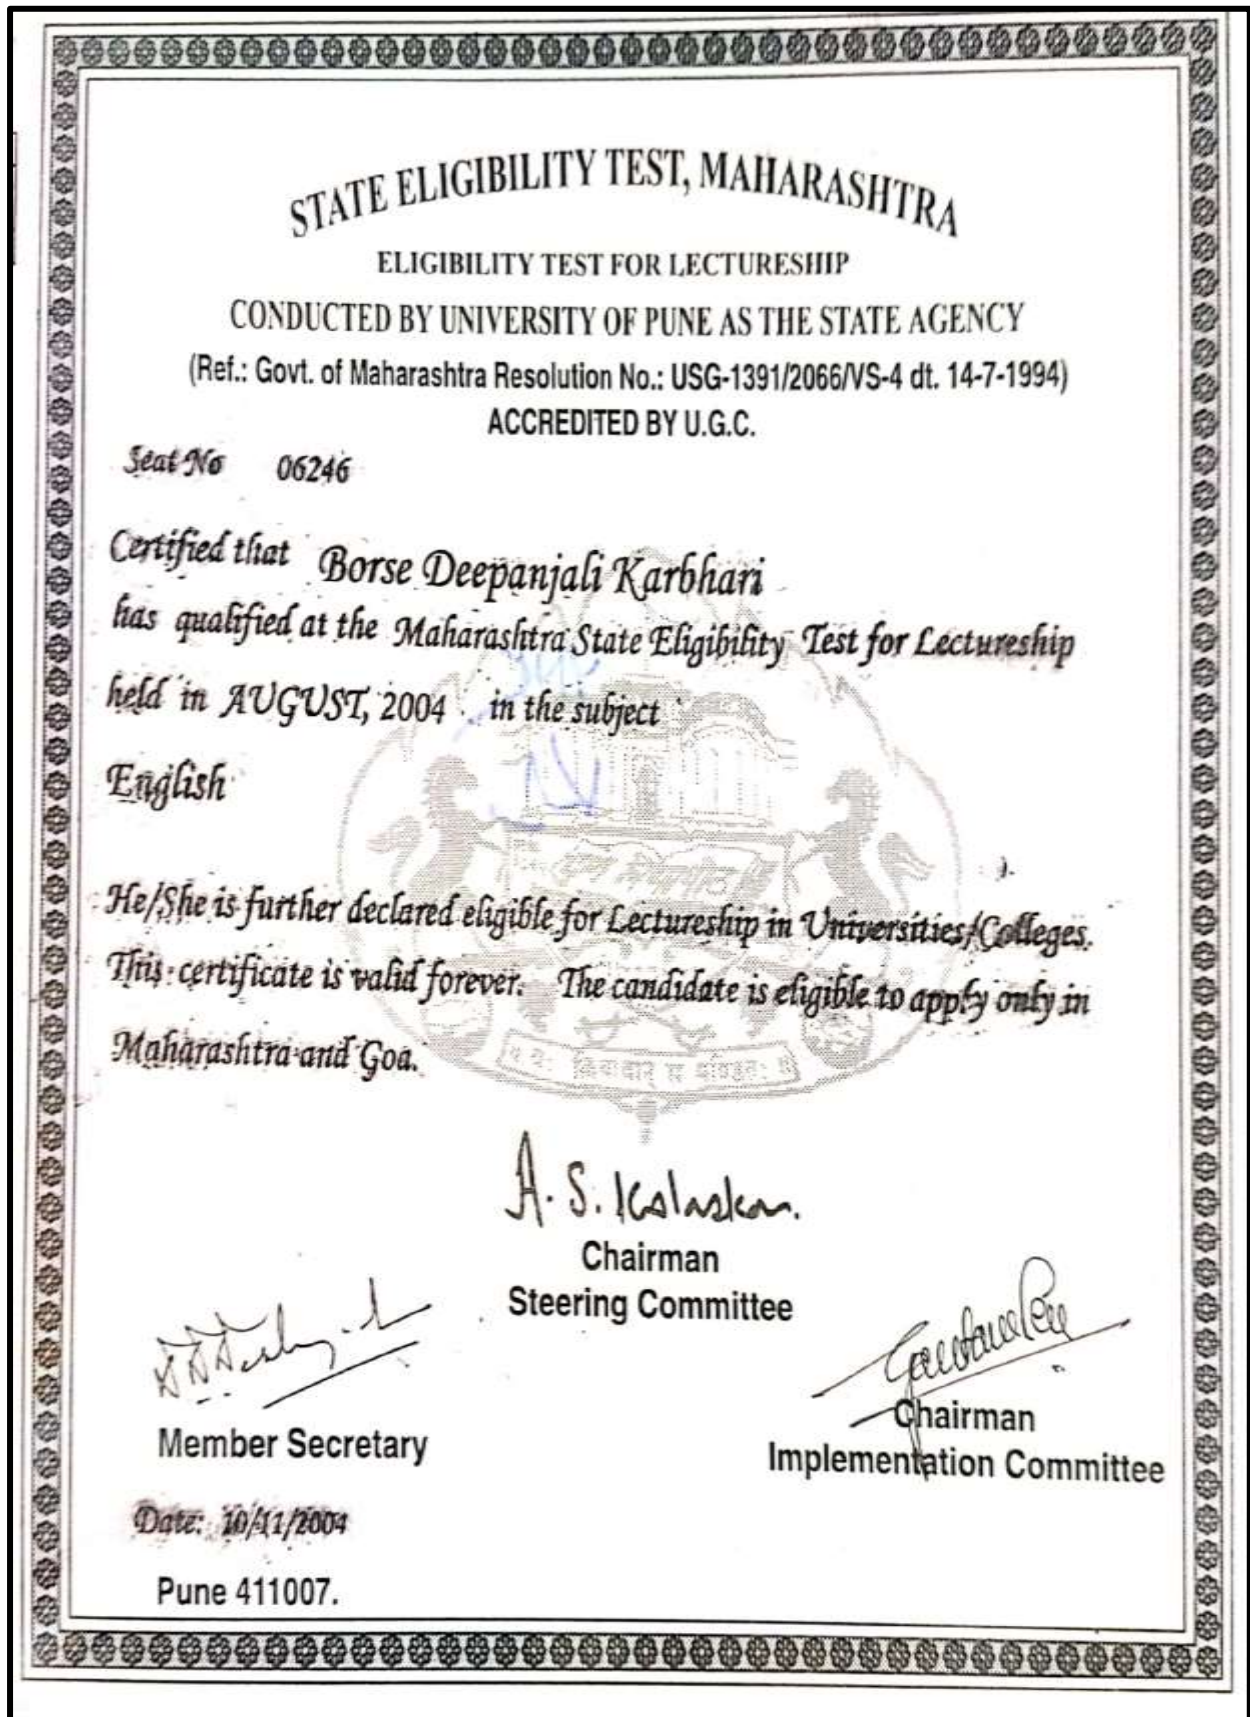 STATE ELIGIBILITY TEST, MAHARASHTRA
ELIGIBILITY TEST FOR LECTURESHIP
CONDUCTED BY UNIVERSITY OF PUNE AS THE STATE AGENCY
(Ref.: Govt. of Maharashtra Resolution No.: USG-1391/2066/VS-4 dt. 14-7-1994)
ACCREDITED BY U.G.C.
Seat No 06246
Certified that Borse Deepanjali Karbhari
has qualified at the Maharashtra State Eligibility Test for Lectureship
held in AUGUST, 2004 in the subject
English
He/She is further declared eligible for Lectureship in Universities/Colleges.
This certificate is valid forever. The candidate is eligible to apply only in
Maharashtra and Goa.
A. S. Kolaskar.
Chairman
Steering Committee
Member Secretary
Chairman
Implementation Committee
Date: 10/11/2004
Pune 411007.